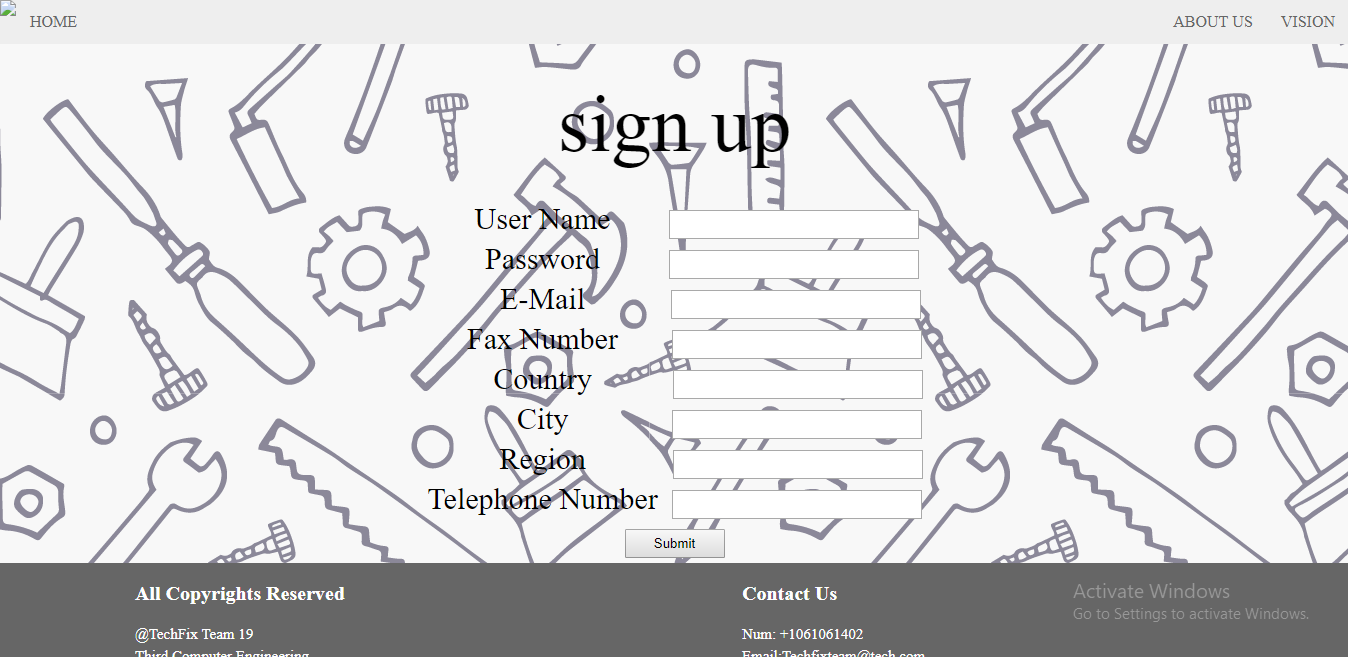 HOME ABOUT US VISION
sign up
User Name
Password
E-Mail
Fax Number
Country
City
Region
Telephone Number
Submit
All Copyrights Reserved
@TechFix Team 19
Third Computer Engineering
Contact Us
Num: +1061061402
Email:Techfixteam@tech.com
Activate Windows
Go to Settings to activate Windows.